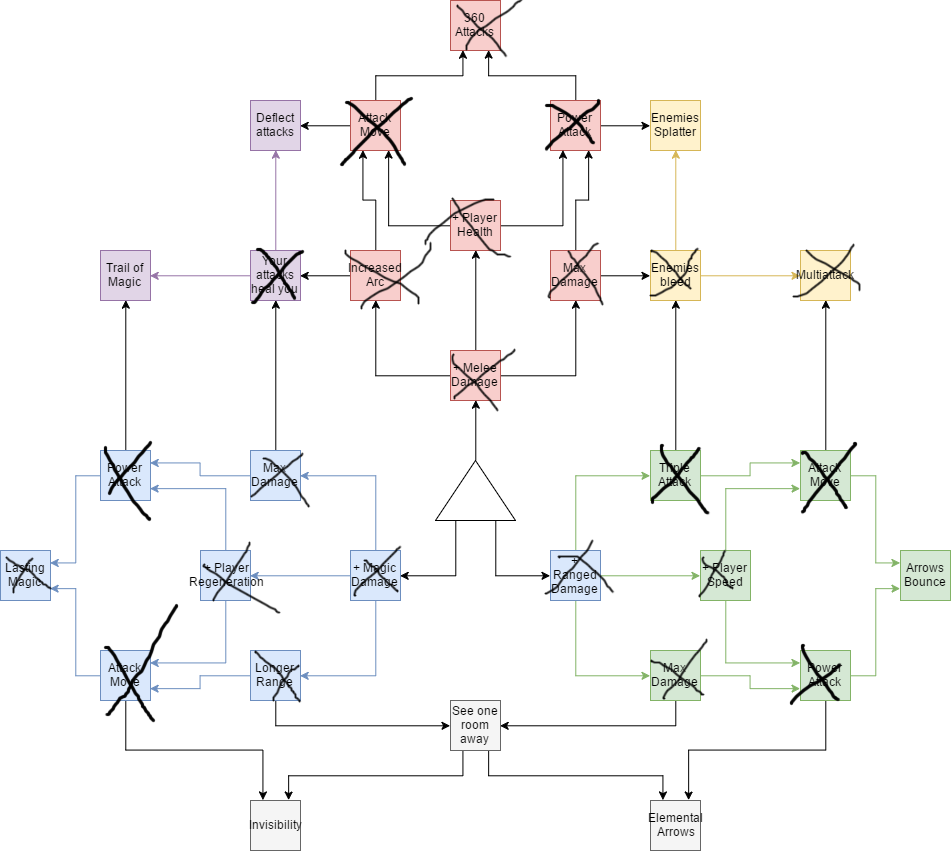 360
Attacks
Deflect
attacks
Attack
Move
Power
Attack
Enemies
Splatter
+ Player
Health
Trail of
Magic
Your
attacks
heal you
Increased
Arc
Max
Damage
Enemies
bleed
Multiattack
+ Melee
Damage
Power
Attack
Max
Damage
Triple
Attack
Attack
Move
Lasting
Magic
+ Player
Regeneration
+ Magic
Damage
+
Ranged
Damage
+ Player
Speed
Arrows
Bounce
Attack
Move
Longer
Range
Max
Damage
Power
Attack
See one
room
away
Invisibility
Elemental
Arrows